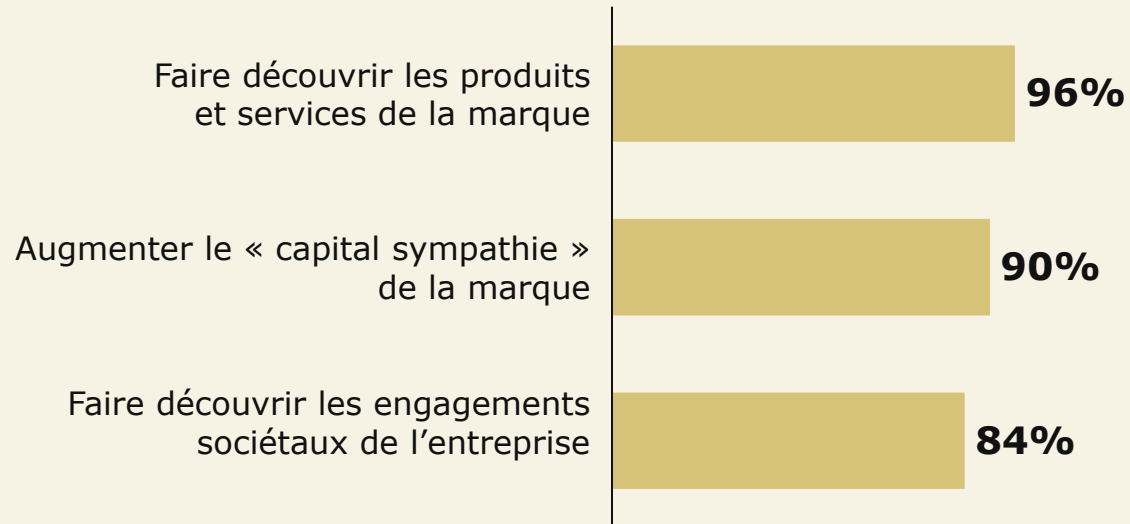 Faire découvrir les produits
et services de la marque
96%
Augmenter le « capital sympathie »
de la marque
90%
Faire découvrir les engagements
sociétaux de l’entreprise
84%